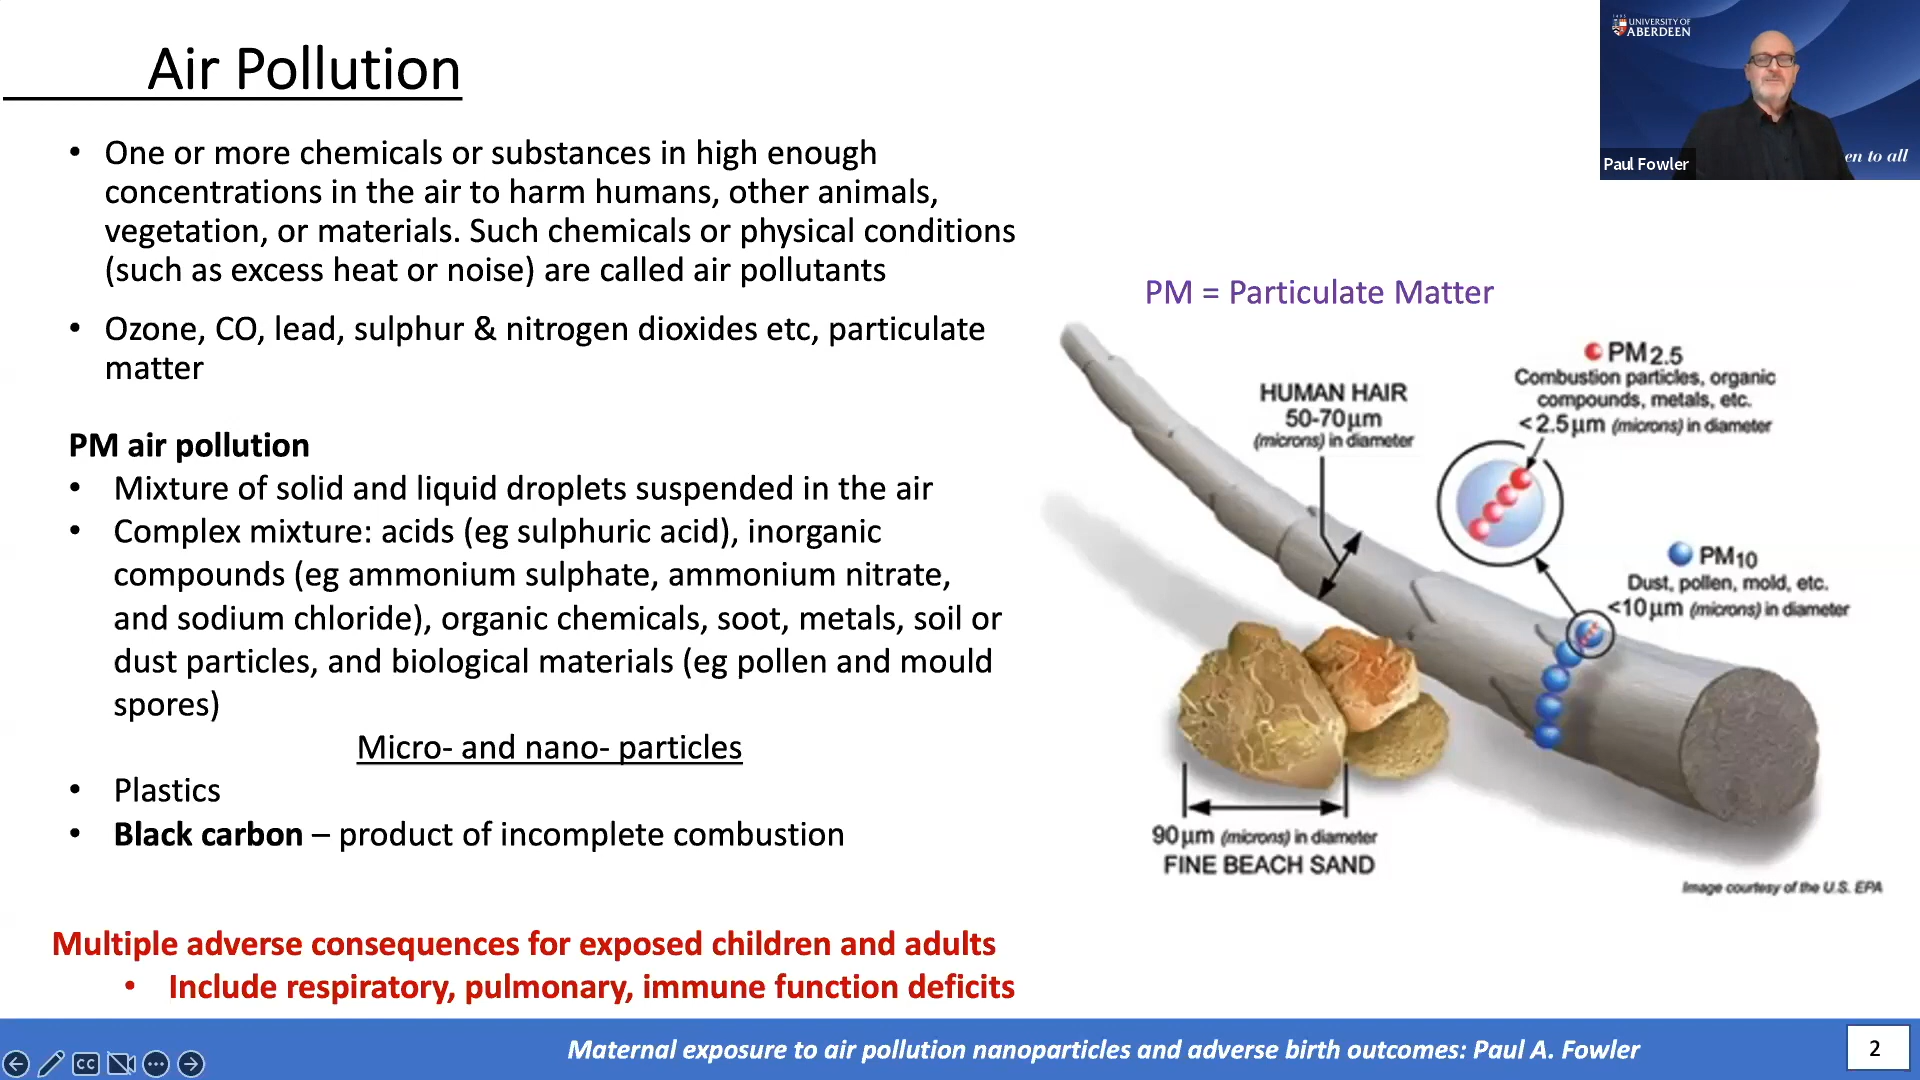 Air Pollution
• One or more chemicals or substances in high enough
concentrations in the air to harm humans, other animals,
vegetation, or materials. Such chemicals or physical conditions
(such as excess heat or noise) are called air pollutants
• Ozone, CO, lead, sulphur & nitrogen dioxides etc, particulate
matter
PM air pollution
• Mixture of solid and liquid droplets suspended in the air
• Complex mixture: acids (eg sulphuric acid), inorganic
compounds (eg ammonium sulphate, ammonium nitrate,
and sodium chloride), organic chemicals, soot, metals, soil or
dust particles, and biological materials (eg pollen and mould
spores)
Micro- and nano- particles
• Plastics
• Black carbon – product of incomplete combustion
Multiple adverse consequences for exposed children and adults
• Include respiratory, pulmonary, immune function deficits
PM = Particulate Matter
HUMAN HAIR
50-70µm
(microns) in diameter
PM2.5
Combustion particles, organic
compounds, metals, etc.
<2.5µm (microns) in diameter
PM10
Dust, pollen, mold, etc.
<10µm (microns) in diameter
90µm (microns) in diameter
FINE BEACH SAND
Image courtesy of the U.S. EPA
1495
UNIVERSITY OF
ABERDEEN
en to all
Paul Fowler
CC
Maternal exposure to air pollution nanoparticles and adverse birth outcomes: Paul A. Fowler
2